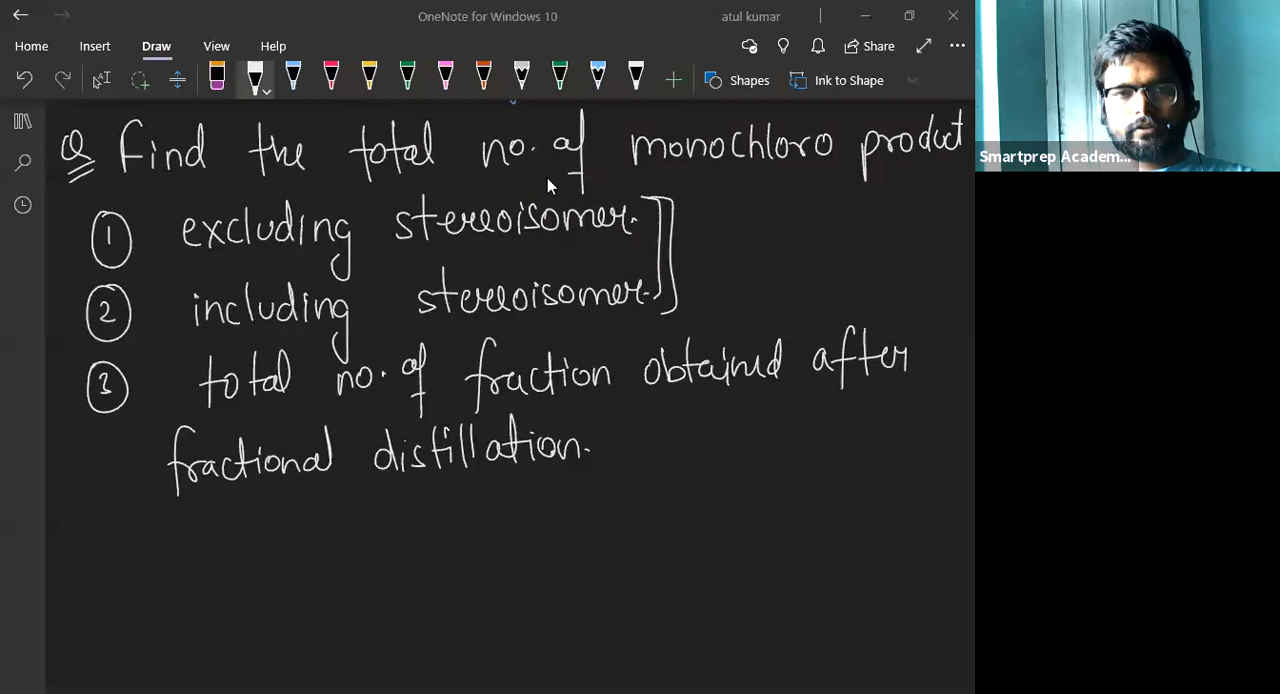 OneNote for Windows 10
atul kumar
Home Insert Draw View Help
Share
Shapes Ink to Shape
Q Find the total no. of monochloro product
1 excluding stereoisomer.
2 including stereoisomer.
3 total no. of fraction obtained after
fractional distillation.
Smartprep Academ...